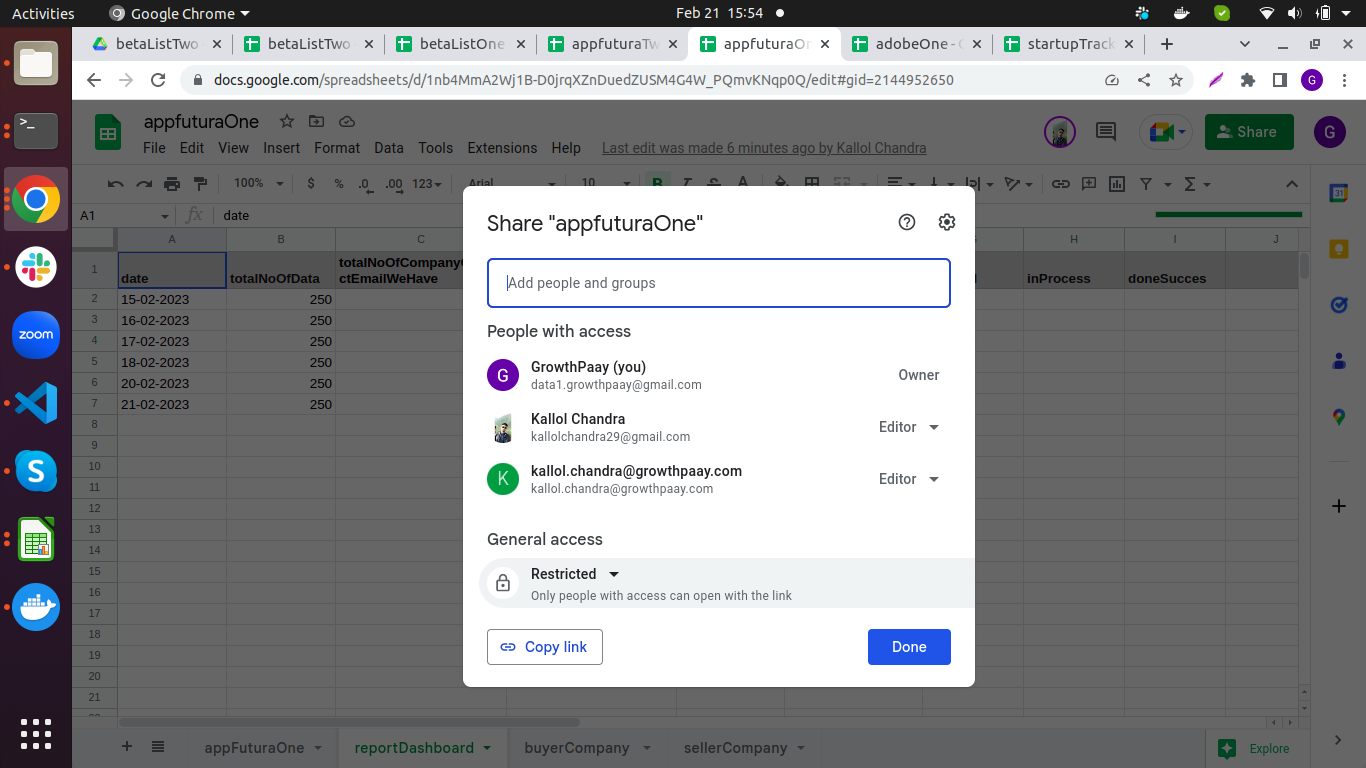 Activities
Google Chrome
Feb 21 15:54
betaListTwo
betaListTwo
betaListOne
appfuturaTw
appfuturaOn
adobeOne - G
startupTrack
docs.google.com/spreadsheets/d/1nb4MmA2Wj1B-D0jrqXZnDuedZUSM4G4W_PQmvKNqp0Q/edit#gid=2144952650
G
appfuturaOne
File Edit View Insert Format Data Tools Extensions Help Last edit was made 6 minutes ago by Kallol Chandra
Share
G
100% $ % .0 .00 123 Arial 10 B
A1 fx date
A B C H I J
1 date totalNoOfData totalNoOfCompany
ctEmailWeHave inProcess doneSucces
2 15-02-2023 250
3 16-02-2023 250
4 17-02-2023 250
5 18-02-2023 250
6 20-02-2023 250
7 21-02-2023 250
8
9
10
11
12
13
14
15
16
17
18
19
20
21
Share "appfuturaOne"
Add people and groups
People with access
G GrowthPaay (you)
data1.growthpaay@gmail.com
Owner
Kallol Chandra
kallolchandra29@gmail.com
Editor
K kallol.chandra@growthpaay.com
kallol.chandra@growthpaay.com
Editor
General access
Restricted
Only people with access can open with the link
Copy link
Done
appFuturaOne reportDashboard buyerCompany sellerCompany
Explore
zoom
31